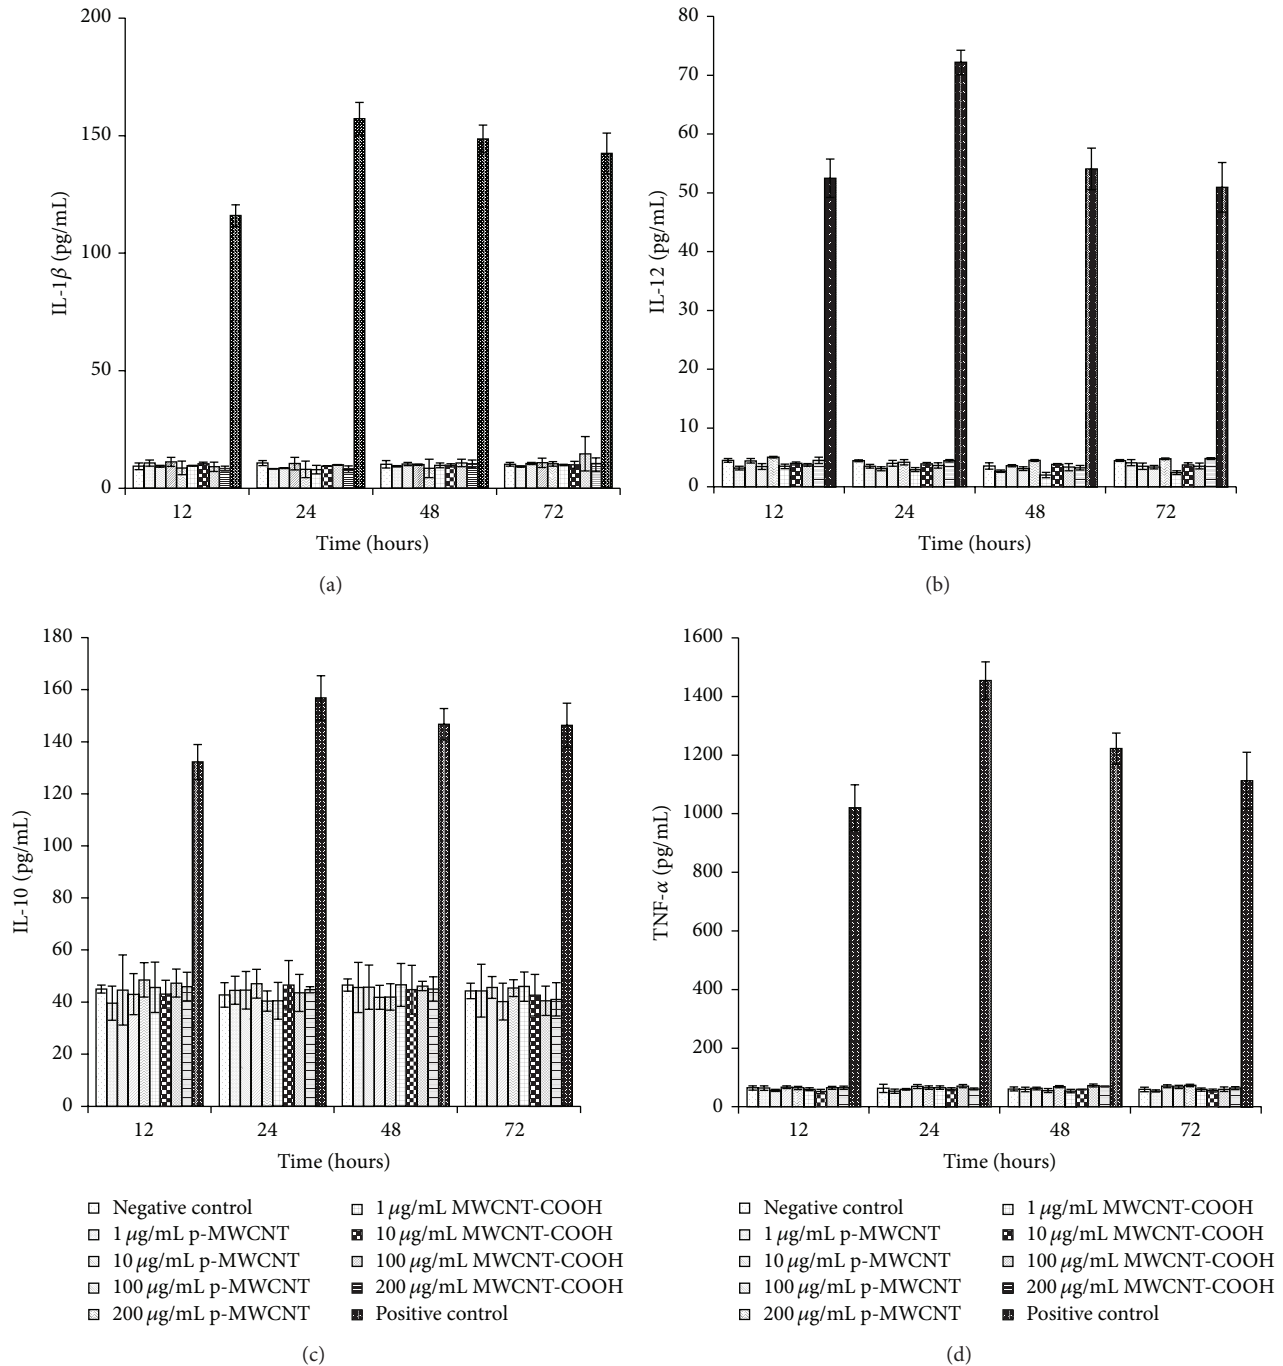 200
150
100
50
0
IL-1β (pg/mL)
12 24 48 72
Time (hours)
(a)
80
70
60
50
40
30
20
10
0
IL-12 (pg/mL)
12 24 48 72
Time (hours)
(b)
180
160
140
120
100
80
60
40
20
0
IL-10 (pg/mL)
12 24 48 72
Time (hours)
Negative control
1 µg/mL p-MWCNT
10 µg/mL p-MWCNT
100 µg/mL p-MWCNT
200 µg/mL p-MWCNT
1 µg/mL MWCNT-COOH
10 µg/mL MWCNT-COOH
100 µg/mL MWCNT-COOH
200 µg/mL MWCNT-COOH
Positive control
(c)
1600
1400
1200
1000
800
600
400
200
0
TNF-α (pg/mL)
12 24 48 72
Time (hours)
Negative control
1 µg/mL p-MWCNT
10 µg/mL p-MWCNT
100 µg/mL p-MWCNT
200 µg/mL p-MWCNT
1 µg/mL MWCNT-COOH
10 µg/mL MWCNT-COOH
100 µg/mL MWCNT-COOH
200 µg/mL MWCNT-COOH
Positive control
(d)